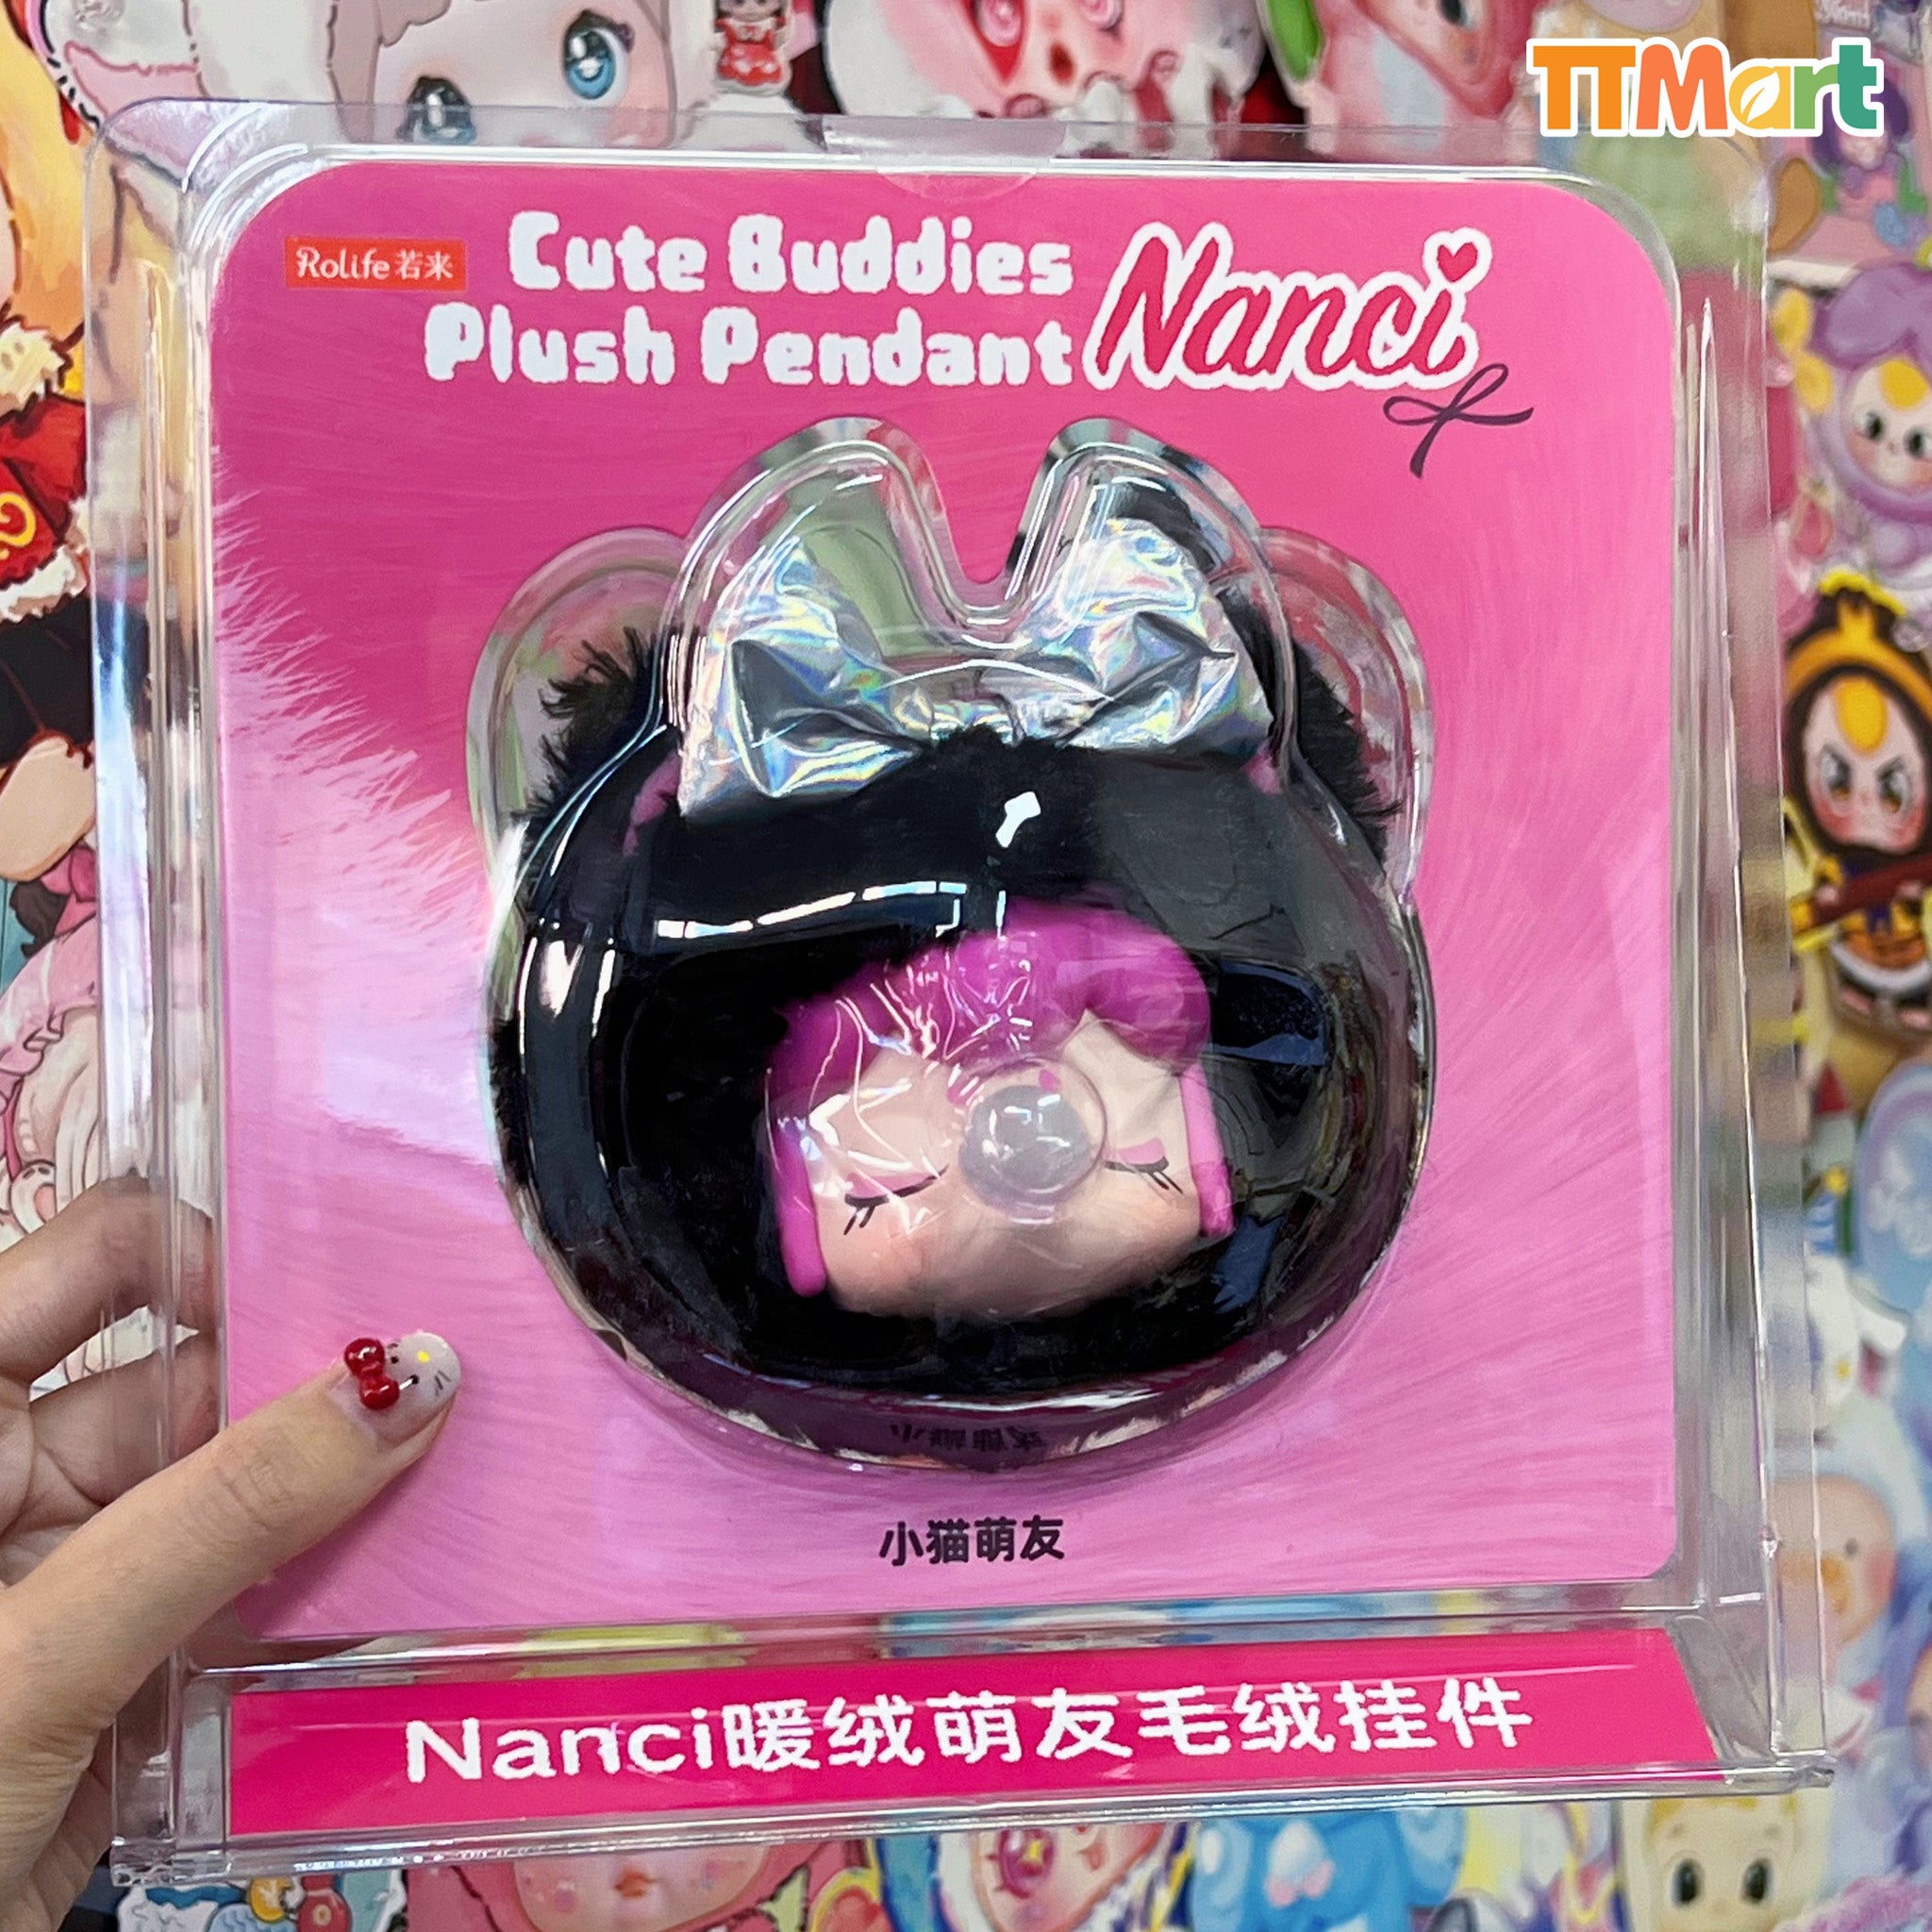 TTMart
Rolife若来
Cute Buddies
Plush Pendant
Nanci
小猫萌友
Nanci暖绒萌友毛绒挂件